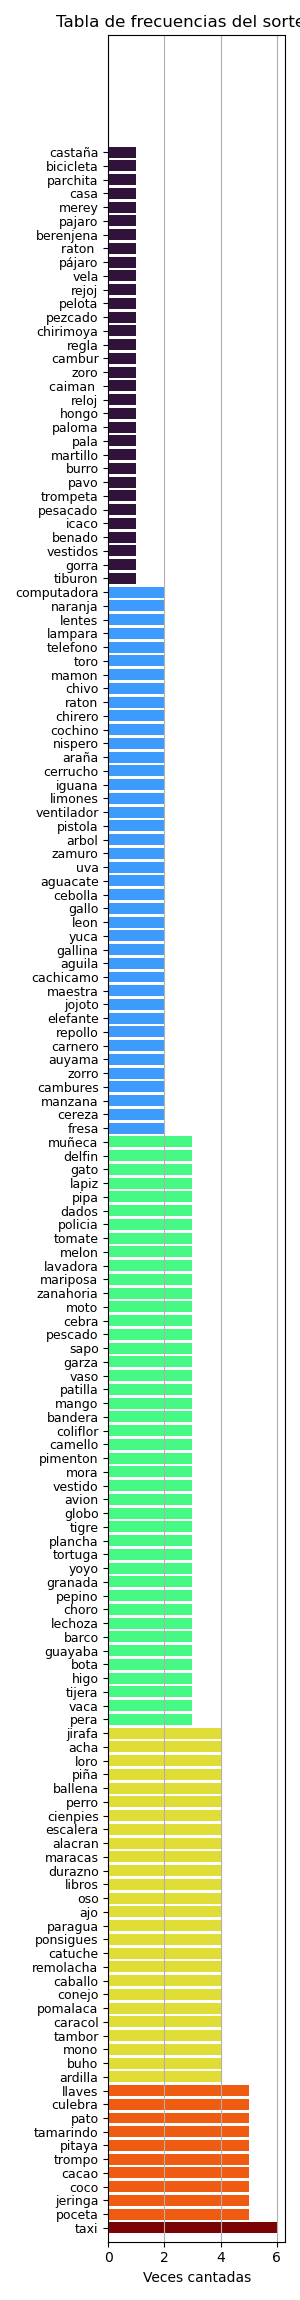 Tabla de frecuencias del sorte
castaña
bicicleta
parchita
casa
merey
pajaro
berenjena
raton
pájaro
vela
rejoj
pelota
pezcado
chirimoya
regla
cambur
zoro
caiman
reloj
hongo
paloma
pala
martillo
burro
pavo
trompeta
pesacado
icaco
benado
vestidos
gorra
tiburon
computadora
naranja
lentes
lampara
telefono
toro
mamon
chivo
raton
chirero
cochino
nispero
araña
cerrucho
iguana
limones
ventilador
pistola
arbol
zamuro
uva
aguacate
cebolla
gallo
leon
yuca
gallina
aguila
cachicamo
maestra
jojoto
elefante
repollo
carnero
auyama
zorro
cambures
manzana
cereza
fresa
muñeca
delfin
gato
lapiz
pipa
dados
policia
tomate
melon
lavadora
mariposa
zanahoria
moto
cebra
pescado
sapo
garza
vaso
patilla
mango
bandera
coliflor
camello
pimenton
mora
vestido
avion
globo
tigre
plancha
tortuga
yoyo
granada
pepino
choro
lechoza
barco
guayaba
bota
higo
tijera
vaca
pera
jirafa
acha
loro
piña
ballena
perro
cienpies
escalera
alacran
maracas
durazno
libros
oso
ajo
paragua
ponsigues
catuche
remolacha
caballo
conejo
pomalaca
caracol
tambor
mono
buho
ardilla
llaves
culebra
pato
tamarindo
pitaya
trompo
cacao
coco
jeringa
poceta
taxi
0 2 4 6
Veces cantadas